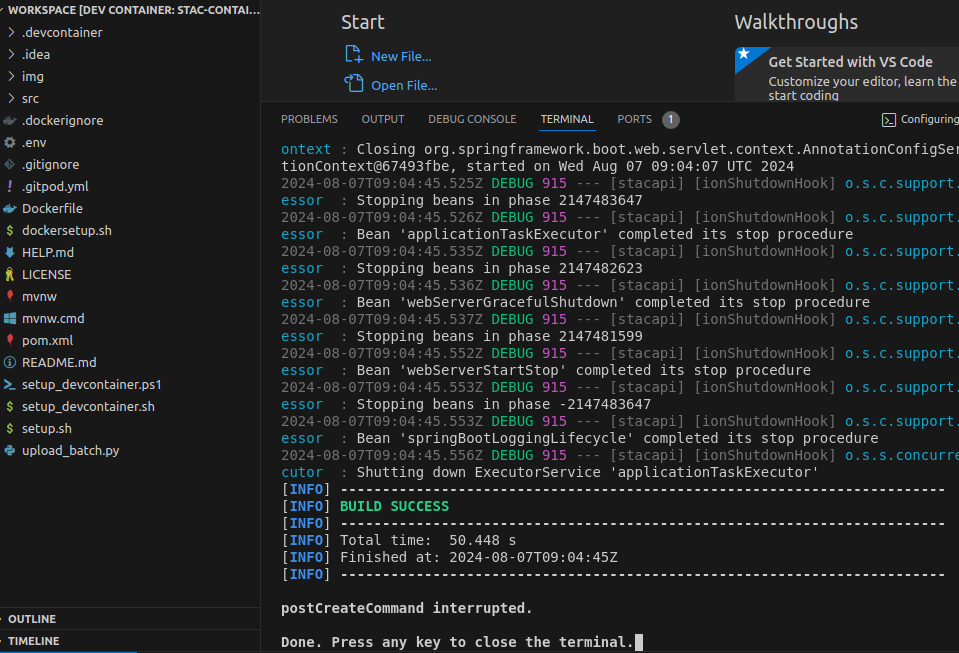 WORKSPACE [DEV CONTAINER: STAC-CONTAI...
.devcontainer
.idea
img
src
.dockerignore
.env
.gitignore
.gitpod.yml
Dockerfile
dockersetup.sh
HELP.md
LICENSE
mvnw
mvnw.cmd
pom.xml
README.md
setup_devcontainer.ps1
setup_devcontainer.sh
setup.sh
upload_batch.py
OUTLINE
TIMELINE
Start
New File...
Open File...
Walkthroughs
Get Started with VS Code
Customize your editor, learn the
start coding
PROBLEMS OUTPUT DEBUG CONSOLE TERMINAL PORTS 1 Configuring
ontext : Closing org.springframework.boot.web.servlet.context.AnnotationConfigSer
tionContext@67493fbe, started on Wed Aug 07 09:04:07 UTC 2024
2024-08-07T09:04:45.525Z DEBUG 915 --- [stacapi] [ionShutdownHook] o.s.c.support.
essor : Stopping beans in phase 2147483647
2024-08-07T09:04:45.526Z DEBUG 915 --- [stacapi] [ionShutdownHook] o.s.c.support.
essor : Bean 'applicationTaskExecutor' completed its stop procedure
2024-08-07T09:04:45.535Z DEBUG 915 --- [stacapi] [ionShutdownHook] o.s.c.support.
essor : Stopping beans in phase 2147482623
2024-08-07T09:04:45.536Z DEBUG 915 --- [stacapi] [ionShutdownHook] o.s.c.support.
essor : Bean 'webServerGracefulShutdown' completed its stop procedure
2024-08-07T09:04:45.537Z DEBUG 915 --- [stacapi] [ionShutdownHook] o.s.c.support.
essor : Stopping beans in phase 2147481599
2024-08-07T09:04:45.552Z DEBUG 915 --- [stacapi] [ionShutdownHook] o.s.c.support.
essor : Bean 'webServerStartStop' completed its stop procedure
2024-08-07T09:04:45.553Z DEBUG 915 --- [stacapi] [ionShutdownHook] o.s.c.support.
essor : Stopping beans in phase -2147483647
2024-08-07T09:04:45.553Z DEBUG 915 --- [stacapi] [ionShutdownHook] o.s.c.support.
essor : Bean 'springBootLoggingLifecycle' completed its stop procedure
2024-08-07T09:04:45.556Z DEBUG 915 --- [stacapi] [ionShutdownHook] o.s.s.concurre
cutor : Shutting down ExecutorService 'applicationTaskExecutor'
[INFO] ------------------------------------------------------------------------
[INFO] BUILD SUCCESS
[INFO] ------------------------------------------------------------------------
[INFO] Total time:  50.448 s
[INFO] Finished at: 2024-08-07T09:04:45Z
[INFO] ------------------------------------------------------------------------
postCreateCommand interrupted.
Done. Press any key to close the terminal.